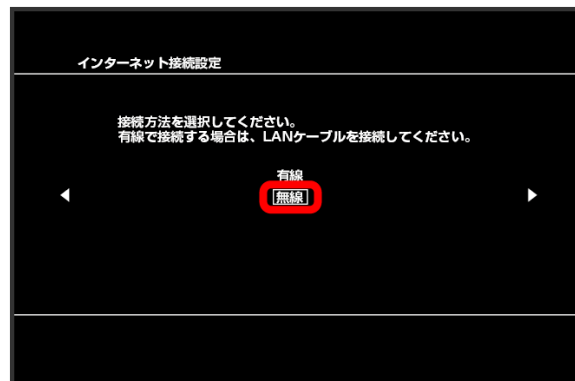 インターネット接続設定
接続方法を選択してください。
有線で接続する場合は、LANケーブルを接続してください。
有線
無線